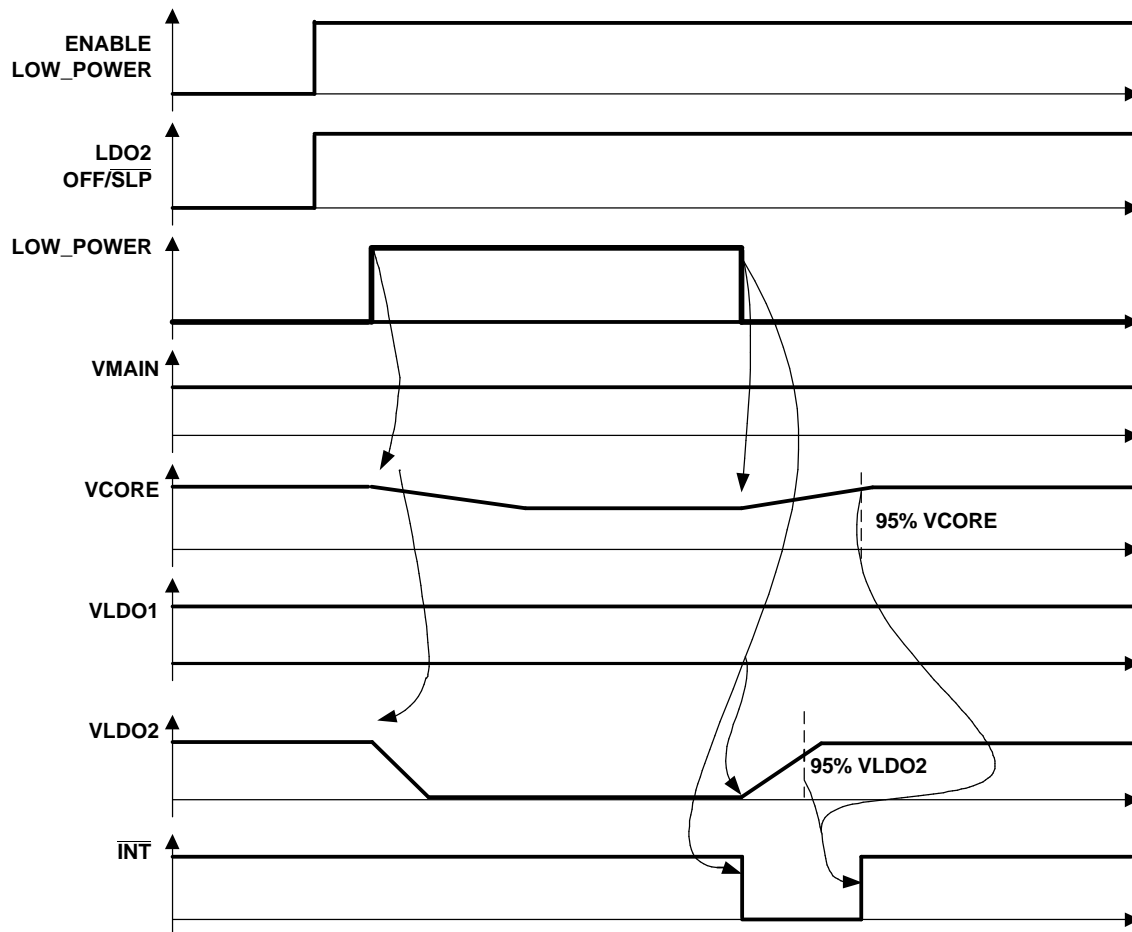 ENABLE
LOW_POWER
LDO2
OFF/SLP
LOW_POWER
VMAIN
VCORE
95% VCORE
VLDO1
VLDO2
95% VLDO2
INT